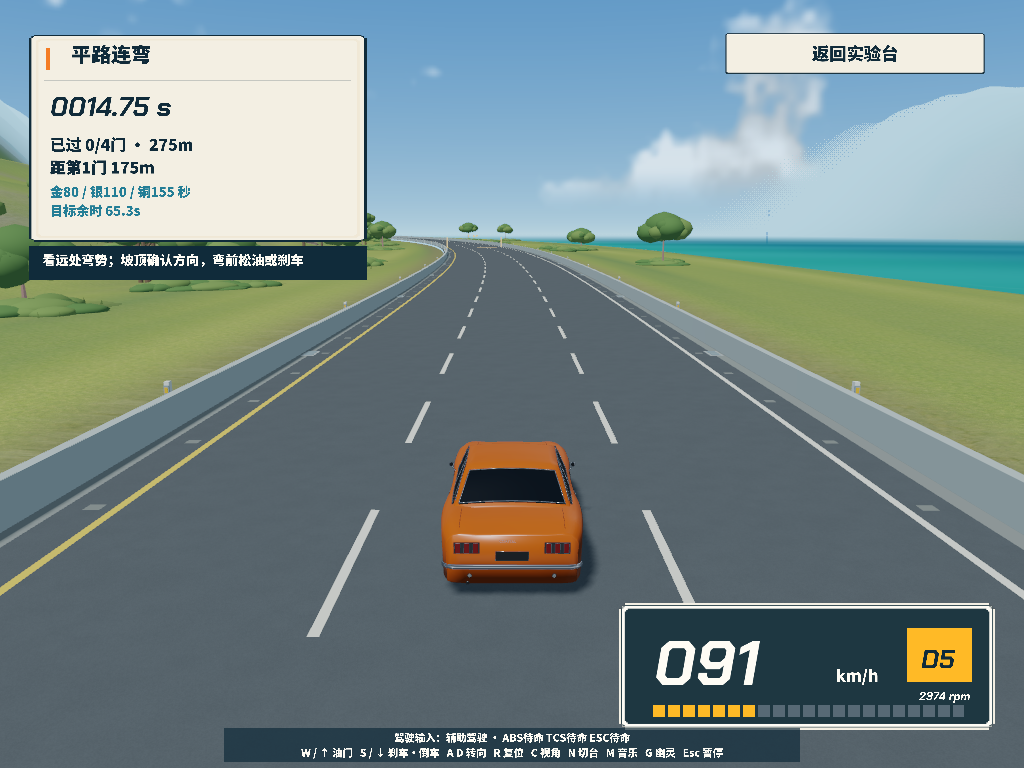 平路连弯
0014.75 s
已过 0/4门 · 275m
距第1门 175m
金80 / 银110 / 铜155 秒
目标余时 65.3s
看远处弯势；坡顶确认方向，弯前松油或刹车
返回实验台
091 km/h D5
2974 rpm
驾驶输入：辅助驾驶 · ABS待命 TCS待命 ESC待命
W / ↑ 油门 S / ↓ 刹车·倒车 A D 转向 R 复位 C 视角 N 切台 M 音乐 G 幽灵 Esc 暂停